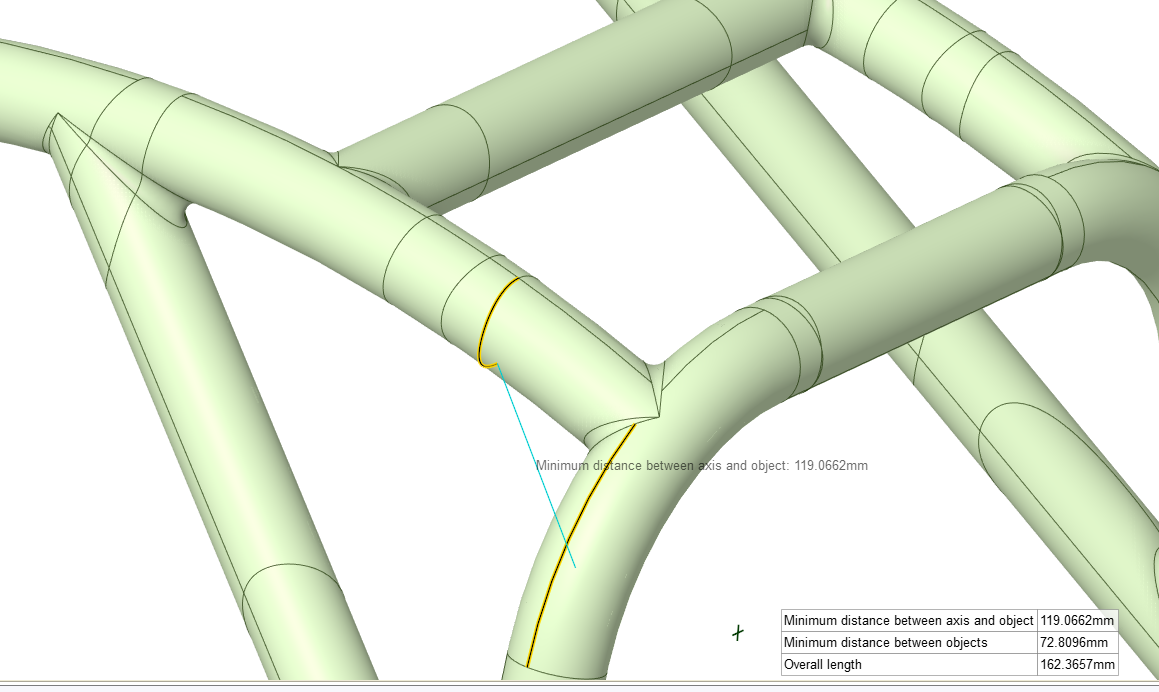 Minimum distance between axis and object: 119.0662mm
Minimum distance between axis and object 119.0662mm
Minimum distance between objects 72.8096mm
Overall length 162.3657mm